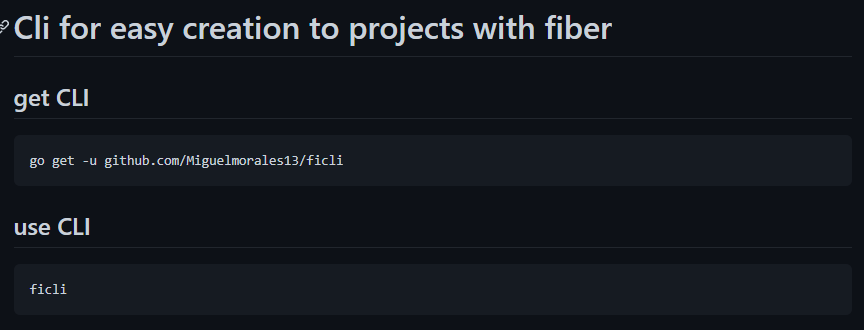 Cli for easy creation to projects with fiber
get CLI
go get -u github.com/Miguelmorales13/ficli
use CLI
ficli